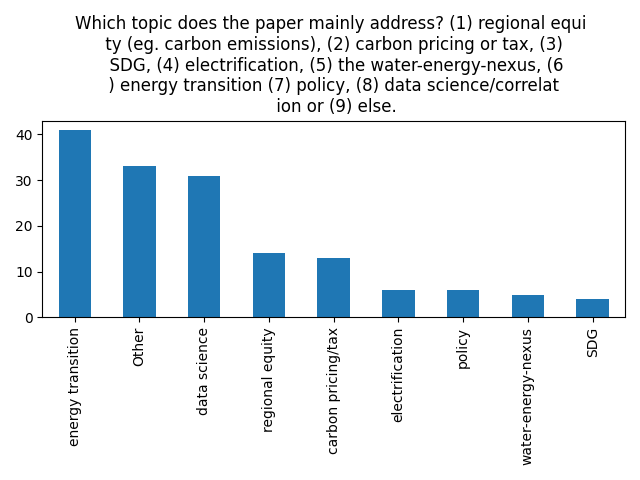 Which topic does the paper mainly address? (1) regional equi
ty (eg. carbon emissions), (2) carbon pricing or tax, (3)
SDG, (4) electrification, (5) the water-energy-nexus, (6
) energy transition (7) policy, (8) data science/correlat
ion or (9) else.
40
30
20
10
0
energy transition
Other
data science
regional equity
carbon pricing/tax
electrification
policy
water-energy-nexus
SDG